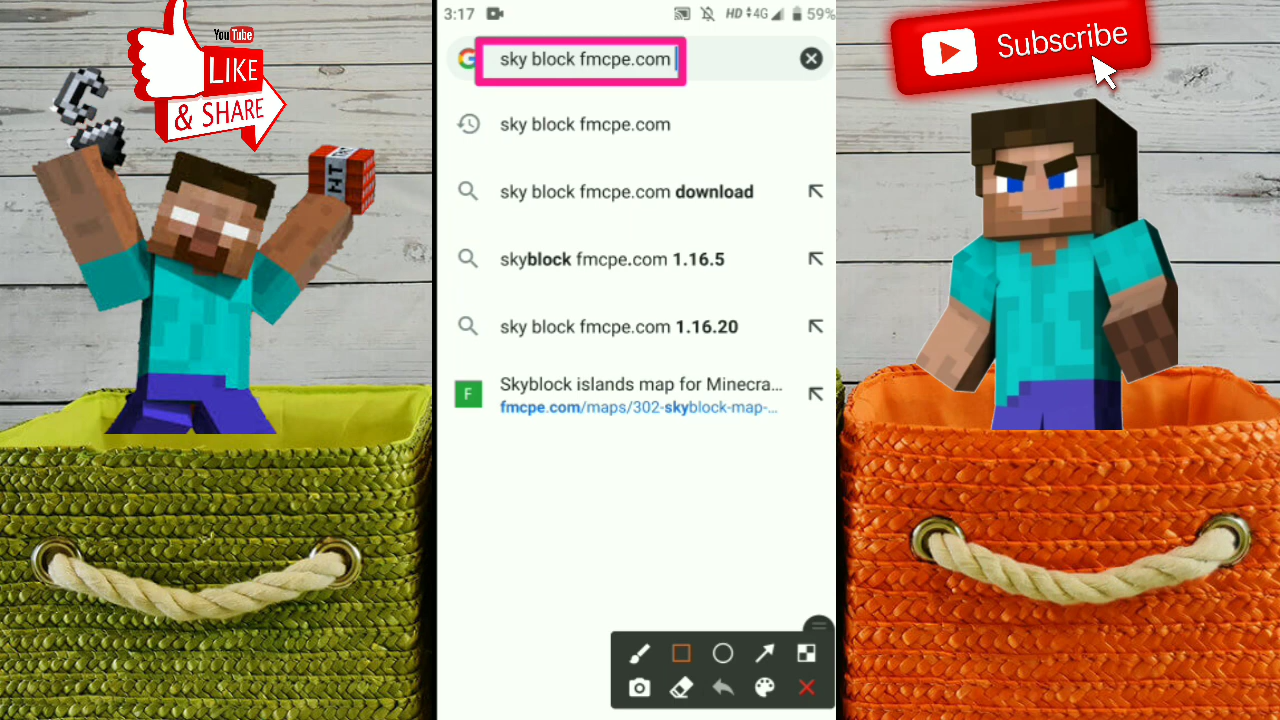 YouTube
LIKE
& SHARE
TNT
3:17
HD 4G 59%
sky block fmcpe.com
sky block fmcpe.com
sky block fmcpe.com download
skyblock fmcpe.com 1.16.5
sky block fmcpe.com 1.16.20
F
Skyblock islands map for Minecra...
fmcpe.com/maps/302-skyblock-map-...
Subscribe